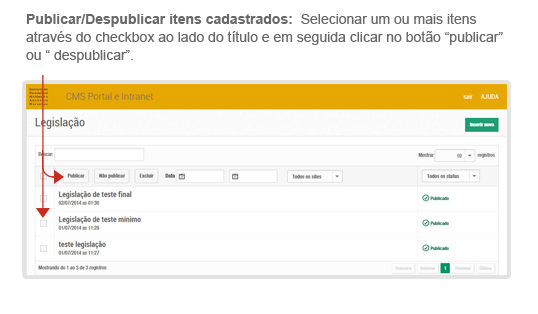 Publicar/Despublicar itens cadastrados: Selecionar um ou mais itens
através do checkbox ao lado do título e em seguida clicar no botão “publicar”
ou “ despublicar”.
CMS Portal e Intranet
sair AJUDA
Legislação
Inserir novo
Buscar
Mostrar 10 registros
Publicar Não publicar Excluir Data Todos os sites Todos os status
Legislação de teste final
02/07/2014 as 01:30
Publicado
Legislação de teste mínimo
01/07/2014 as 11:28
Publicado
teste legislação
01/07/2014 as 11:27
Publicado
Mostrando de 1 ao 3 de 3 registros
Primeiro Anterior 1 Próximo Último